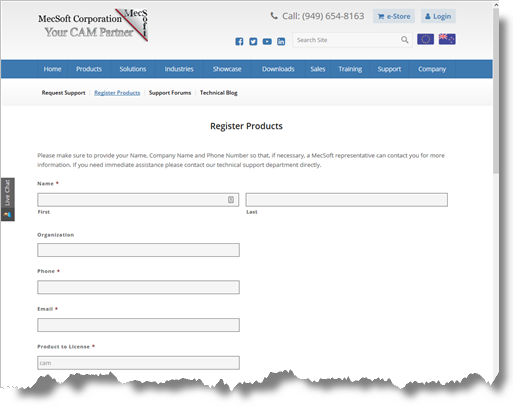 MecSoft Corporation
MecSoft
Your CAM Partner
Call: (949) 654-8163
e-Store
Login
Search Site
Home Products Solutions Industries Showcase Downloads Sales Training Support Company
Request Support Register Products Support Forums Technical Blog
Register Products
Please make sure to provide your Name, Company Name and Phone Number so that, if necessary, a MecSoft representative can contact you for more
information. If you need immediate assistance please contact our technical support department directly.
Live Chat
Name *
First Last
Organization
Phone *
Email *
Product to License *
cam